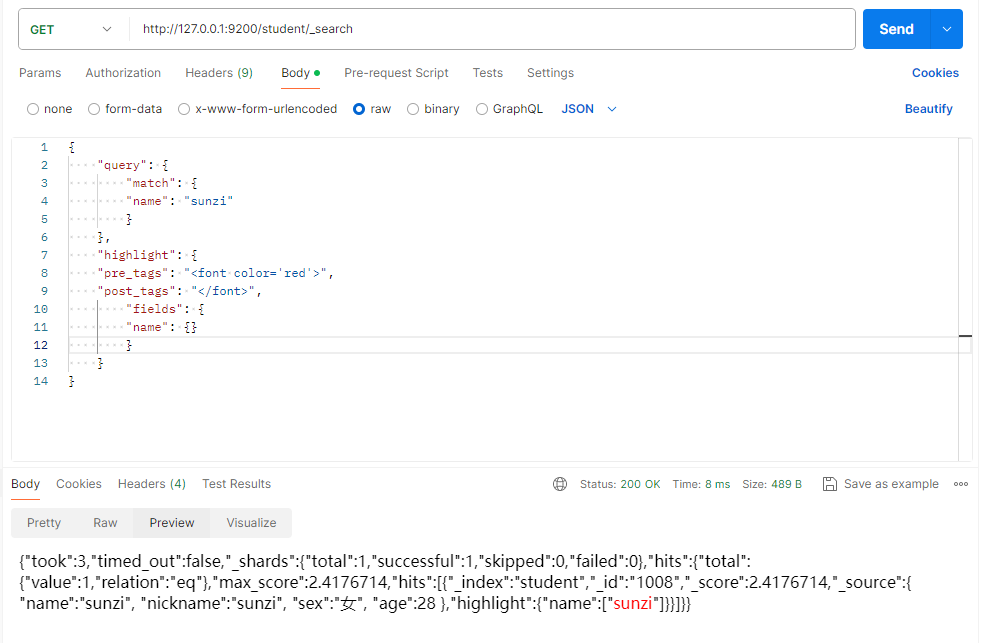 GET http://127.0.0.1:9200/student/_search Send
Params Authorization Headers (9) Body Pre-request Script Tests Settings Cookies
none form-data x-www-form-urlencoded raw binary GraphQL JSON Beautify
1 {
2 "query": {
3 "match": {
4 "name": "sunzi"
5 }
6 },
7 "highlight": {
8 "pre_tags": "<font color='red'>",
9 "post_tags": "</font>",
10 "fields": {
11 "name": {}
12 }
13 }
14 }
Body Cookies Headers (4) Test Results Status: 200 OK Time: 8 ms Size: 489 B Save as example
Pretty Raw Preview Visualize
{"took":3,"timed_out":false,"_shards":{"total":1,"successful":1,"skipped":0,"failed":0},"hits":{"total":
{"value":1,"relation":"eq"},"max_score":2.4176714,"hits":[{"_index":"student","_id":"1008","_score":2.4176714,"_source":{
"name":"sunzi", "nickname":"sunzi", "sex":"女", "age":28 },"highlight":{"name":["sunzi"]}}]}}